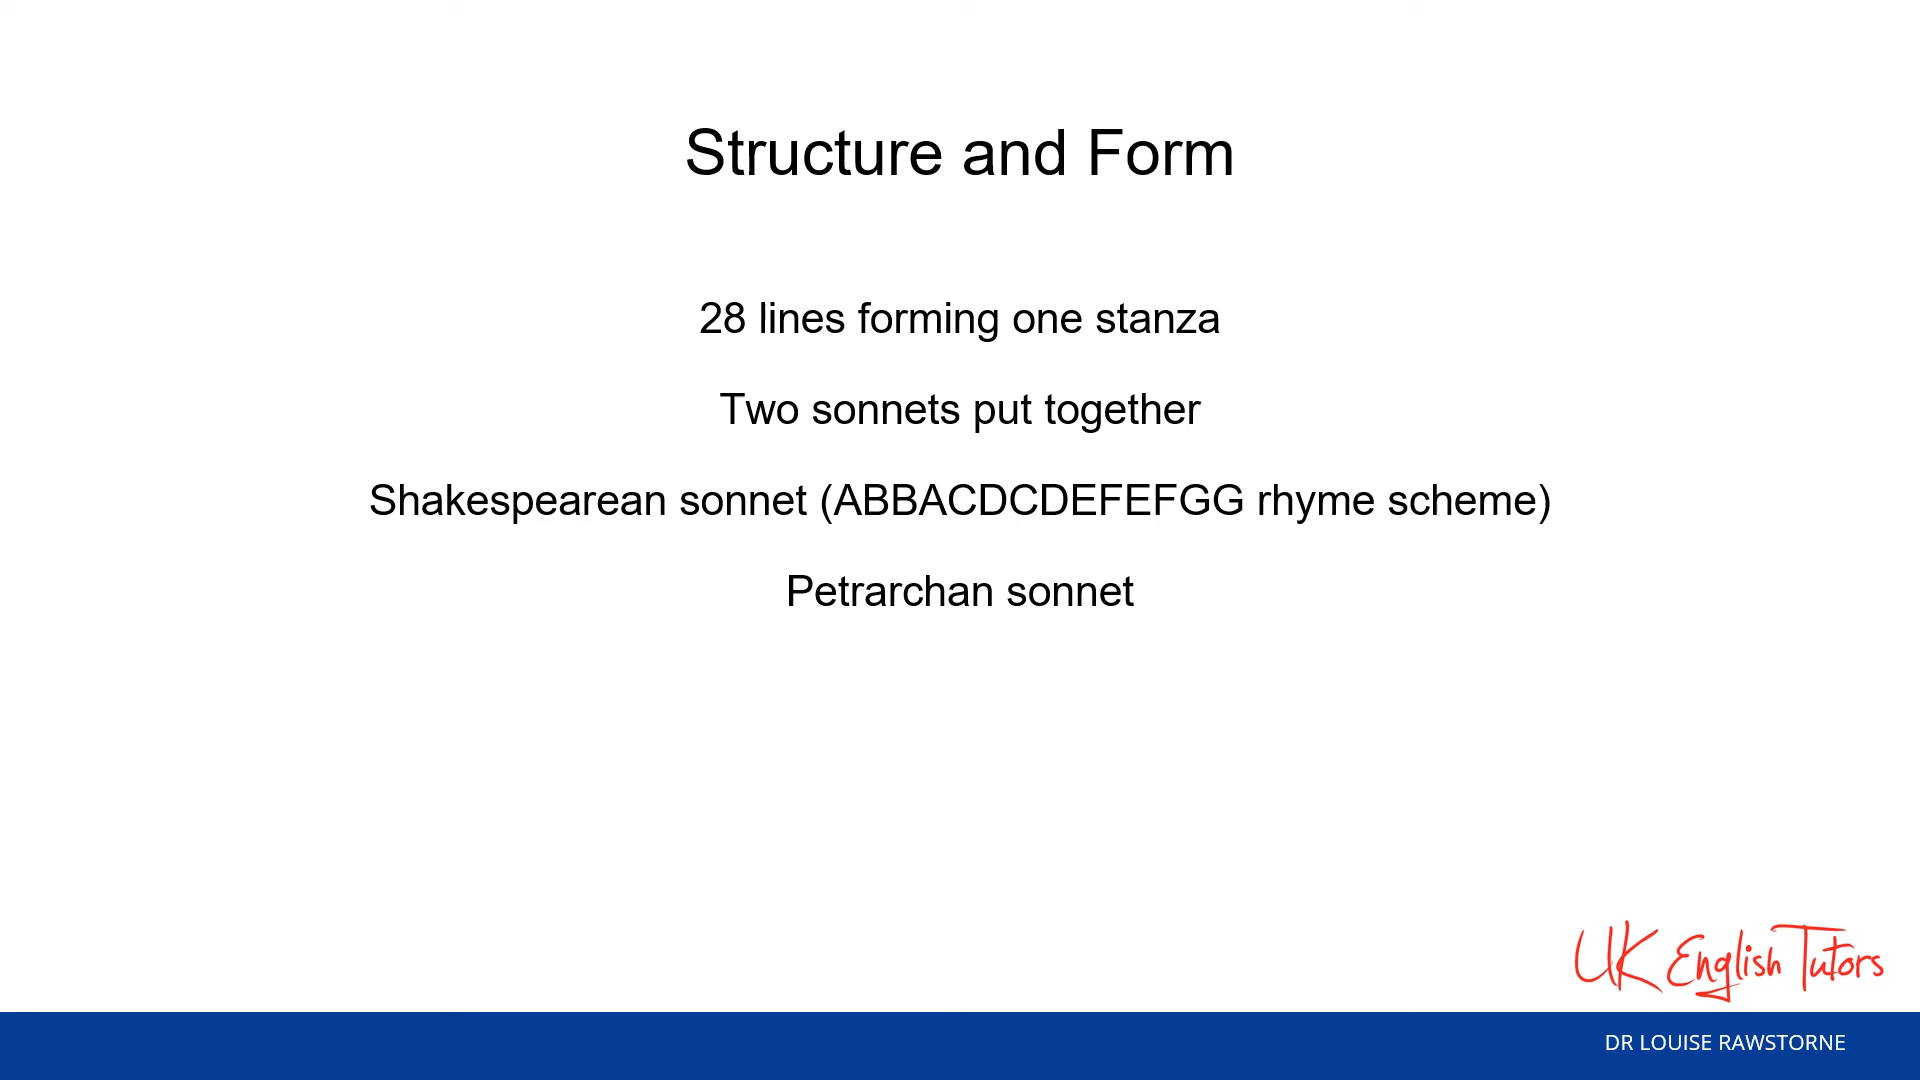 Structure and Form
28 lines forming one stanza
Two sonnets put together
Shakespearean sonnet (ABBACDCDEFEFGG rhyme scheme)
Petrarchan sonnet
UK English Tutors
DR LOUISE RAWSTORNE